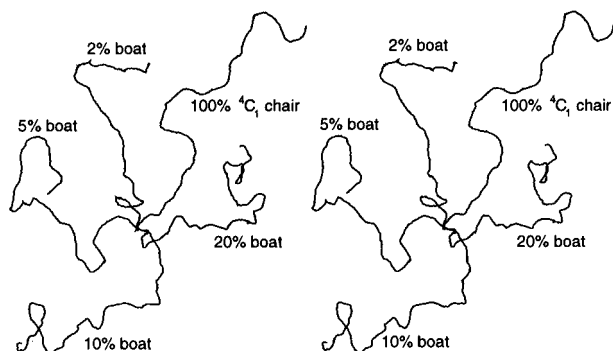 2% boat
100% ⁴C₁ chair
5% boat
20% boat
10% boat
2% boat
100% ⁴C₁ chair
5% boat
20% boat
10% boat